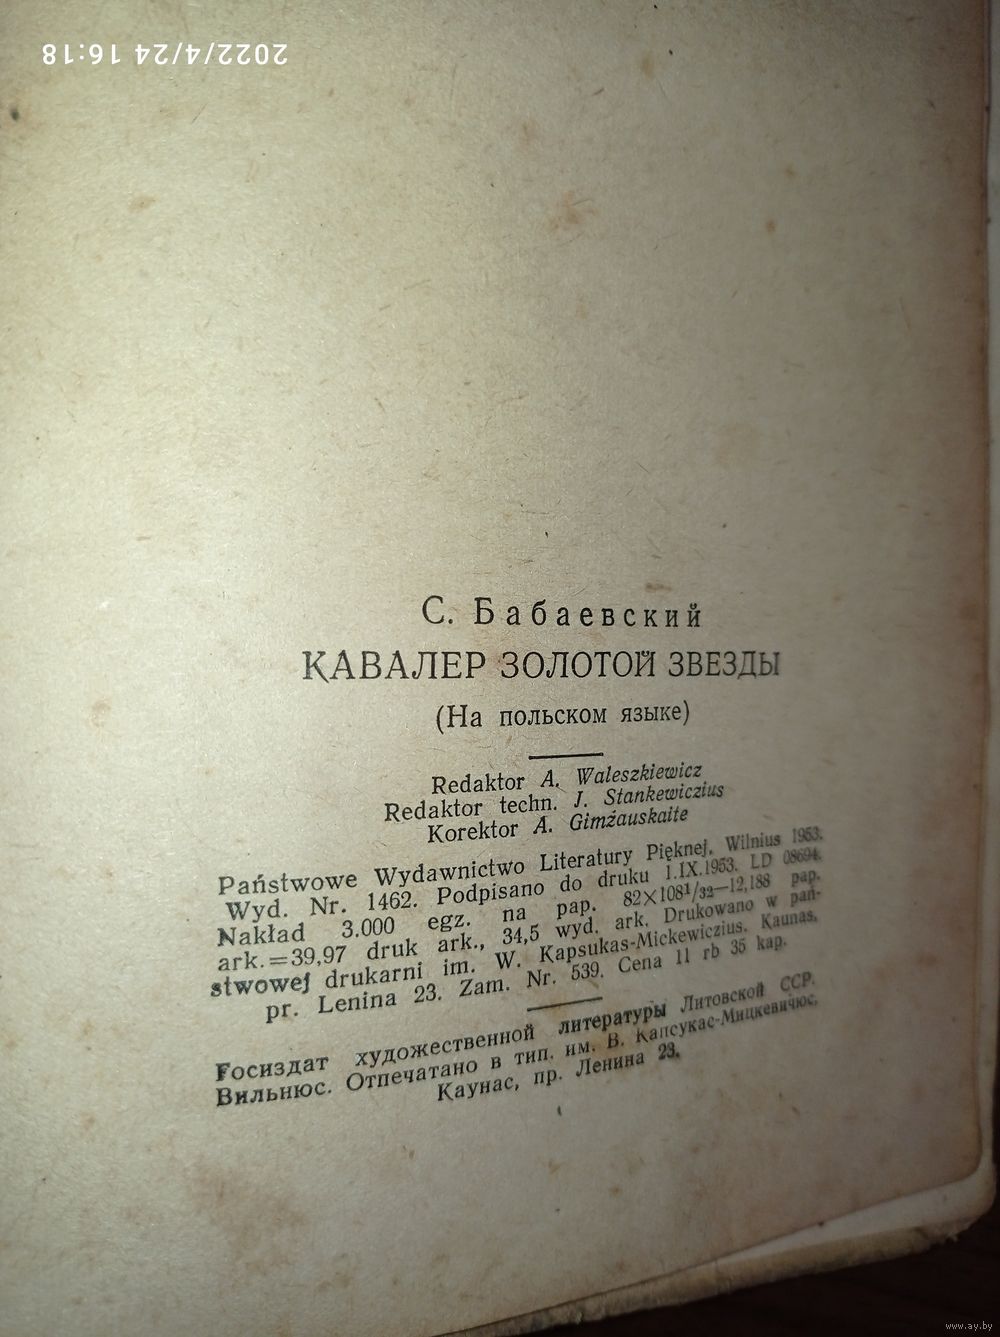 2022/4/24 16:18
С. Бабаевский
КАВАЛЕР ЗОЛОТОЙ ЗВЕЗДЫ
(На польском языке)
Redaktor A. Waleszkiewicz
Redaktor techn. J. Stankewiczius
Korektor A. Gimżauskaite
Państwowe Wydawnictwo Literatury Pięknej, Wilnius 1953.
Wyd. Nr. 1462. Podpisano do druku 1.IX.1953. LD 08694.
Nakład 3.000 egz. na pap. 82×108¹/₃₂—12,188 pap.
ark.=39,97 druk ark., 34,5 wyd. ark. Drukowano w pań-
stwowej drukarni im. W. Kapsukas-Mickewiczius. Kaunas,
pr. Lenina 23. Zam. Nr. 539. Cena 11 rb 35 kap.
Госиздат художественной литературы Литовской ССР.
Вильнюс. Отпечатано в тип. им. В. Капсукас-Мицкевичюс,
Каунас, пр. Ленина 23.
www.ay.by